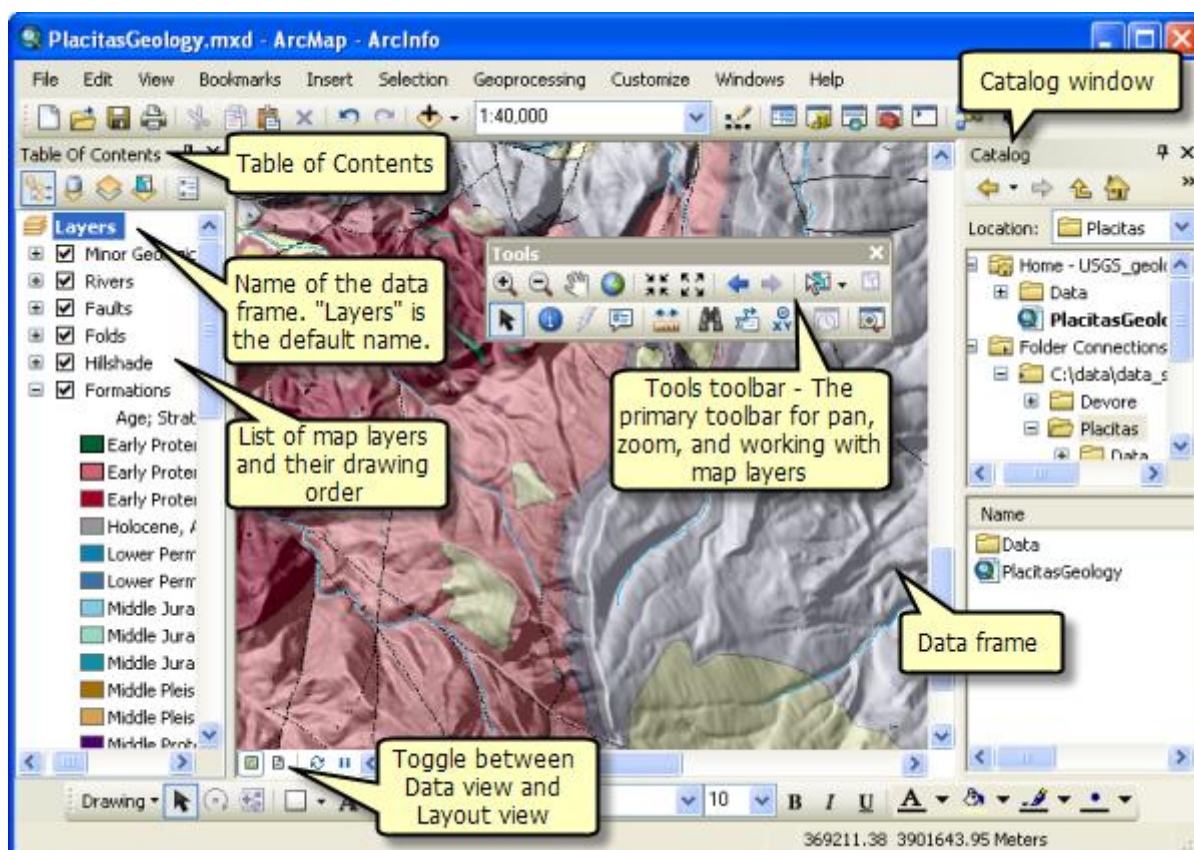 PlacitasGeology.mxd - ArcMap - ArcInfo
File Edit View Bookmarks Insert Selection Geoprocessing Customize Windows Help
Catalog window
1:40,000
Table Of Contents
Table of Contents
Catalog
Location: Placitas
Layers
Minor Geologic
Rivers
Faults
Folds
Hillshade
Formations
Age; Strat
Early Proter
Early Proter
Early Proter
Holocene, A
Lower Perm
Lower Perm
Middle Jura
Middle Jura
Middle Jura
Middle Pleis
Middle Pleis
Middle Prote
Name of the data
frame. "Layers" is
the default name.
List of map layers
and their drawing
order
Tools
XY
Tools toolbar - The
primary toolbar for pan,
zoom, and working with
map layers
Home - USGS_geolo
Data
PlacitasGeolo
Folder Connections
C:\data\data_s
Devore
Placitas
Data
Name
Data
PlacitasGeology
Data frame
Toggle between
Data view and
Layout view
Drawing A 10 B I U A
369211.38 3901643.95 Meters